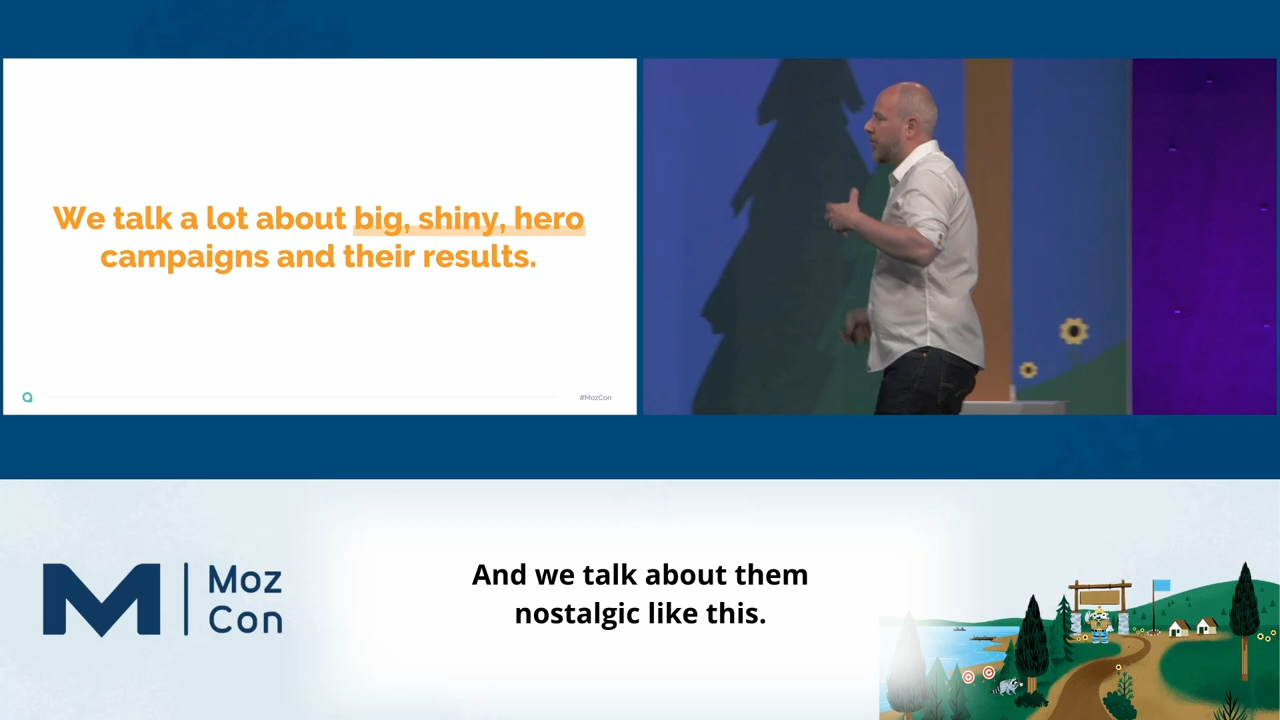 We talk a lot about big, shiny, hero
campaigns and their results.
#MozCon
Moz
Con
And we talk about them
nostalgic like this.